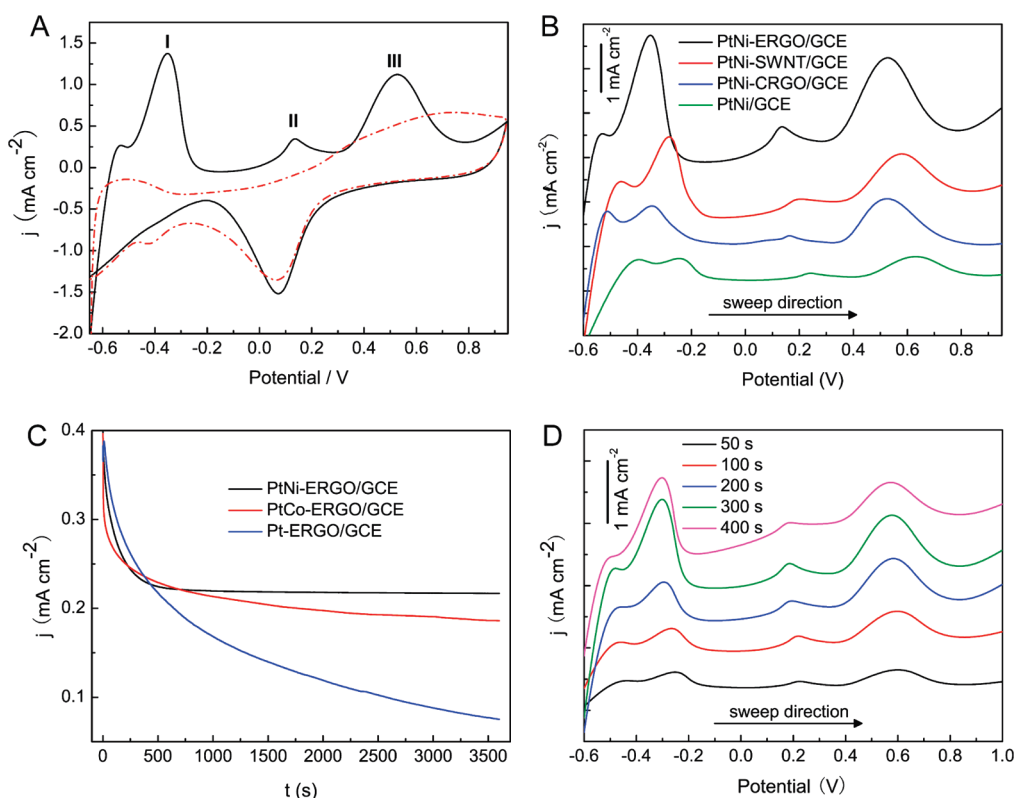 A
I
II
III
1.5
1.0
0.5
0.0
-0.5
-1.0
-1.5
-2.0
j (mA cm-2)
-0.6 -0.4 -0.2 0.0 0.2 0.4 0.6 0.8
Potential / V
B
1 mA cm-2
PtNi-ERGO/GCE
PtNi-SWNT/GCE
PtNi-CRGO/GCE
PtNi/GCE
sweep direction
j (mA cm-2)
-0.6 -0.4 -0.2 0.0 0.2 0.4 0.6 0.8
Potential (V)
C
0.4
0.3
0.2
0.1
j (mA cm-2)
PtNi-ERGO/GCE
PtCo-ERGO/GCE
Pt-ERGO/GCE
0 500 1000 1500 2000 2500 3000 3500
t (s)
D
1 mA cm-2
50 s
100 s
200 s
300 s
400 s
sweep direction
j (mA cm-2)
-0.6 -0.4 -0.2 0.0 0.2 0.4 0.6 0.8 1.0
Potential (V)